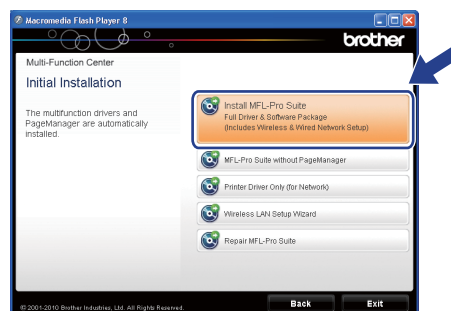 Macromedia Flash Player 8
brother
Multi-Function Center
Initial Installation
The multifunction drivers and
PageManager are automatically
installed.
Install MFL-Pro Suite
Full Driver & Software Package
(Includes Wireless & Wired Network Setup)
MFL-Pro Suite without PageManager
Printer Driver Only (for Network)
Wireless LAN Setup Wizard
Repair MFL-Pro Suite
© 2001-2010 Brother Industries, Ltd. All Rights Reserved.
Back
Exit